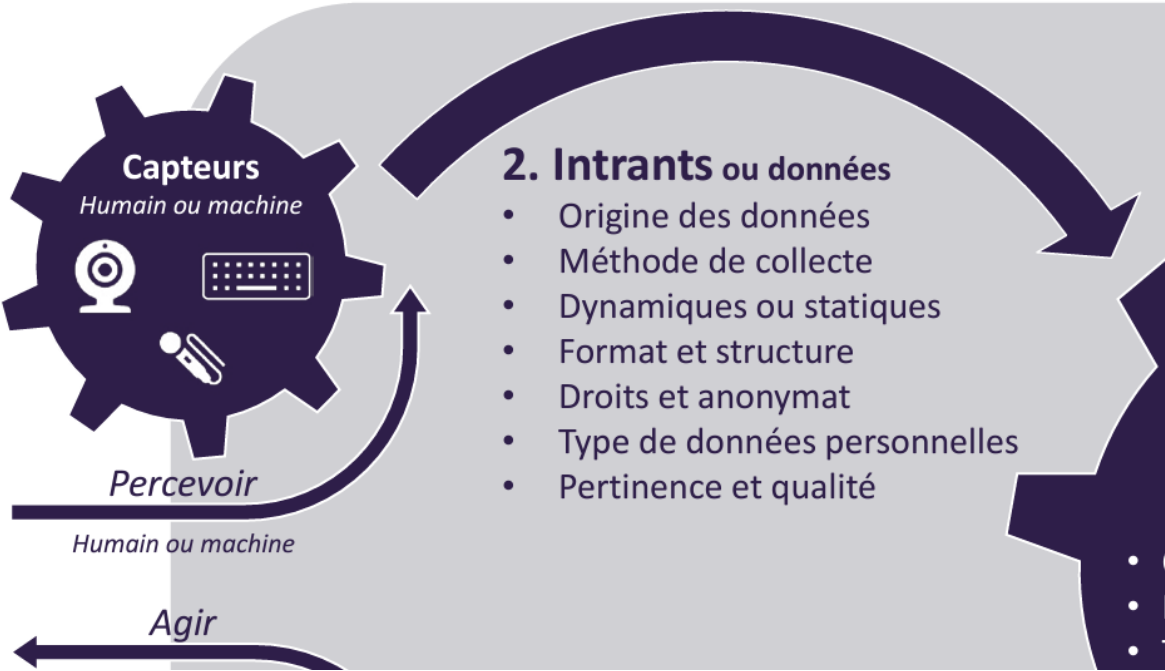 Capteurs
Humain ou machine
2. Intrants ou données
• Origine des données
• Méthode de collecte
• Dynamiques ou statiques
• Format et structure
• Droits et anonymat
• Type de données personnelles
• Pertinence et qualité
Percevoir
Humain ou machine
Agir